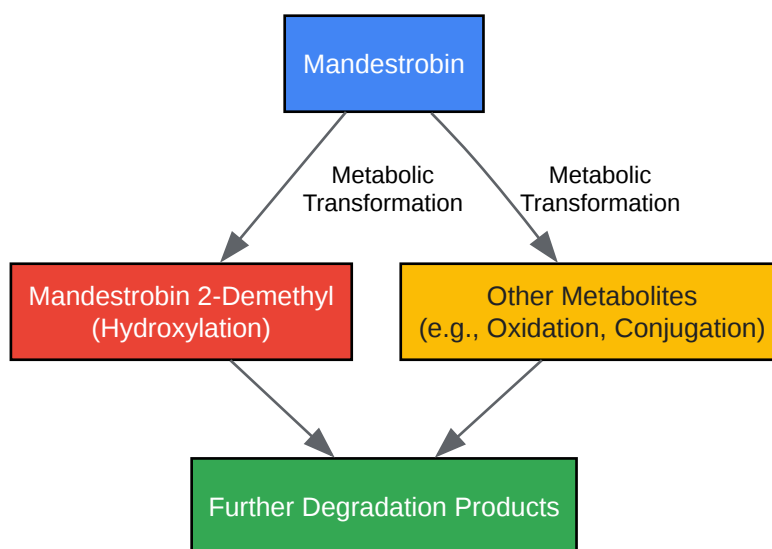 Mandestrobin
Metabolic
Transformation
Metabolic
Transformation
Mandestrobin 2-Demethyl
(Hydroxylation)
Other Metabolites
(e.g., Oxidation, Conjugation)
Further Degradation Products